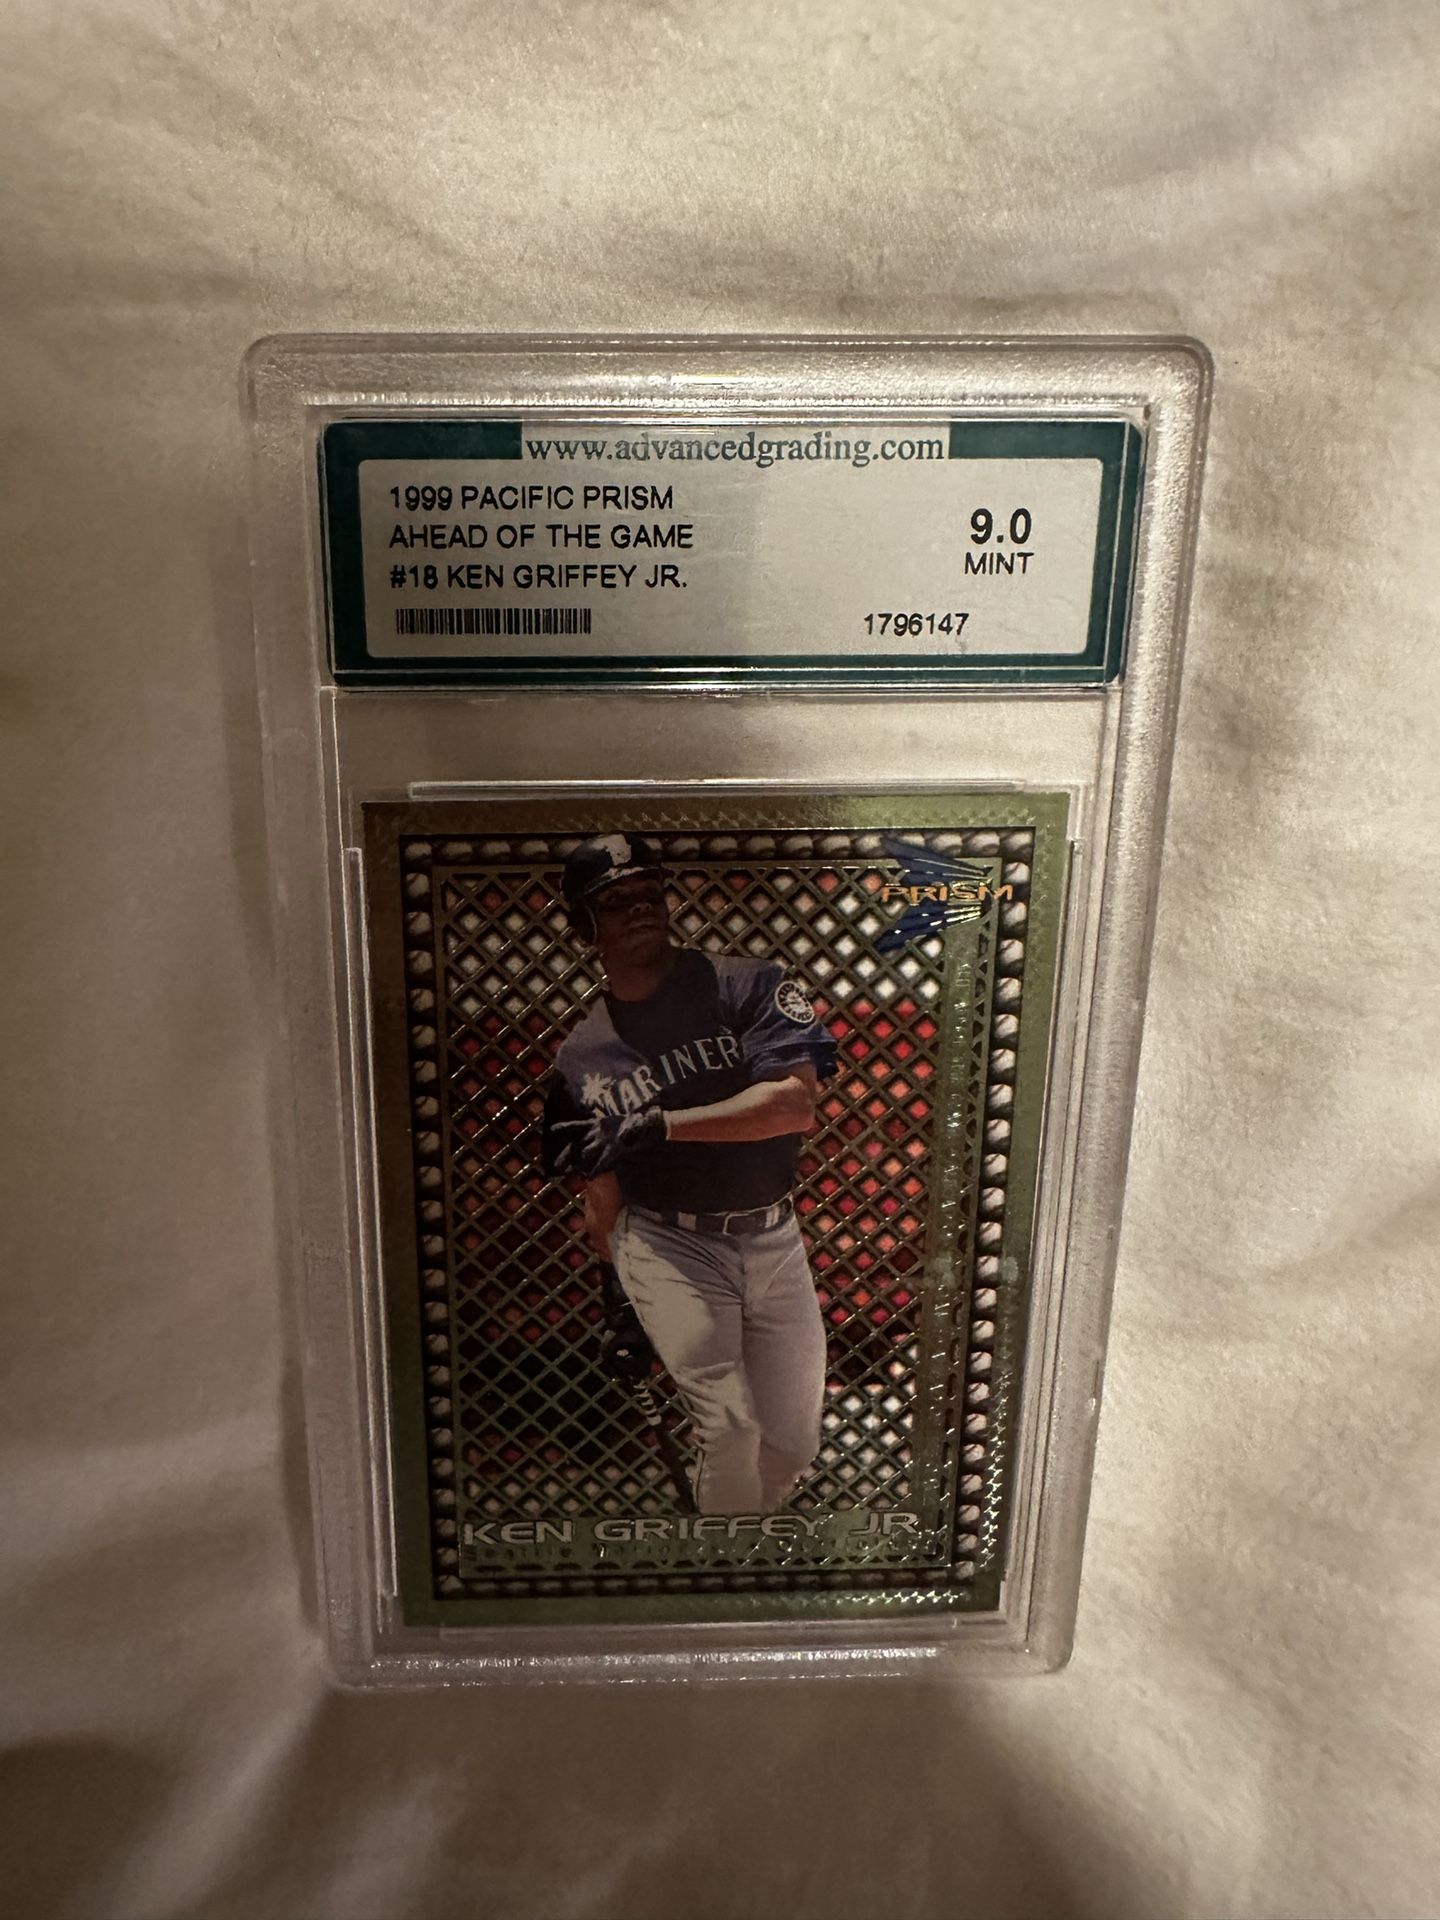 www.advancedgrading.com
1999 PACIFIC PRISM
AHEAD OF THE GAME
#18 KEN GRIFFEY JR.
9.0
MINT
1796147
PRISM
MARINER
KEN GRIFFEY JR